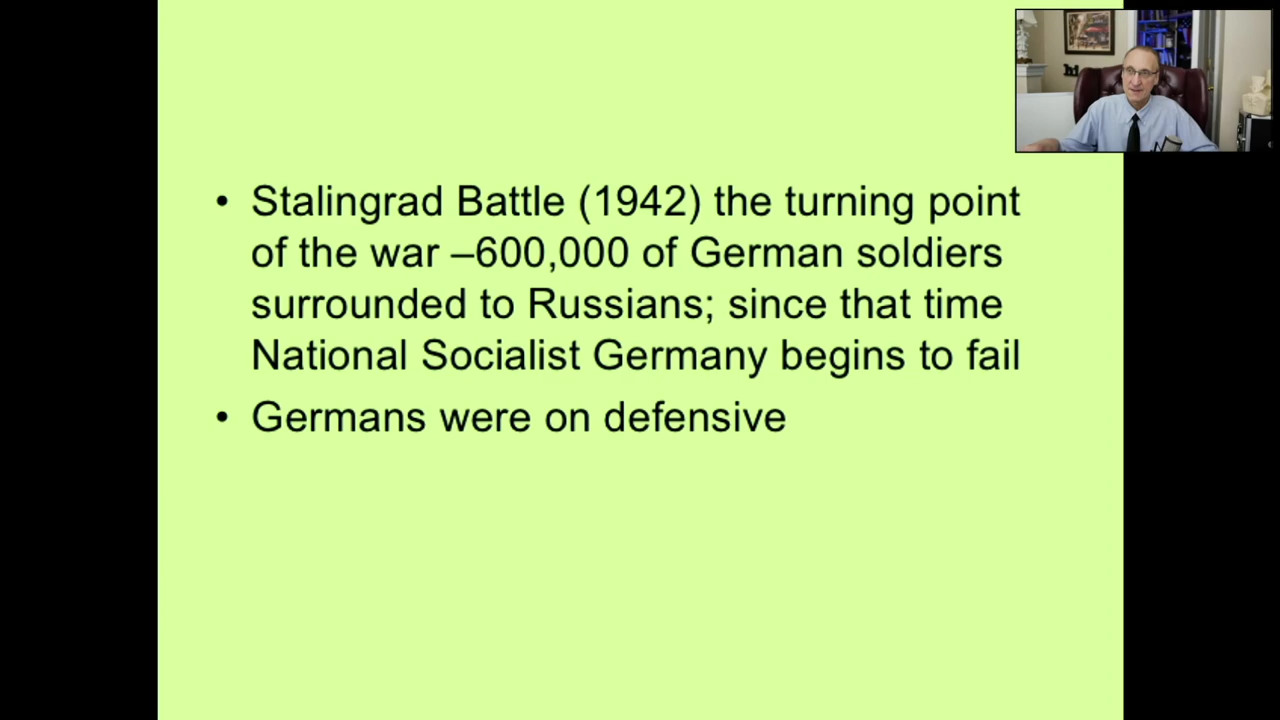 • Stalingrad Battle (1942) the turning point
of the war –600,000 of German soldiers
surrounded to Russians; since that time
National Socialist Germany begins to fail
• Germans were on defensive
hi